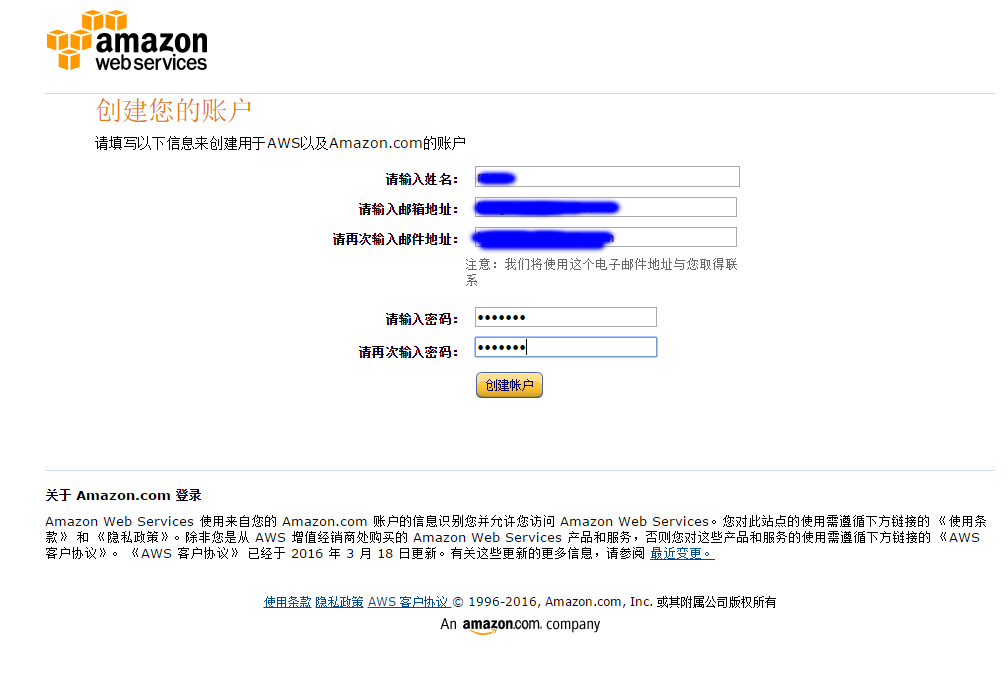 amazon
web services
创建您的账户
请填写以下信息来创建用于AWS以及Amazon.com的账户
请输入姓名：
请输入邮箱地址：
请再次输入邮件地址：
注意：我们将使用这个电子邮件地址与您取得联
系
请输入密码： •••••••
请再次输入密码： •••••••
创建帐户
关于 Amazon.com 登录
Amazon Web Services 使用来自您的 Amazon.com 账户的信息识别您并允许您访问 Amazon Web Services。您对此站点的使用需遵循下方链接的《使用条
款》 和 《隐私政策》。除非您是从 AWS 增值经销商处购买的 Amazon Web Services 产品和服务，否则您对这些产品和服务的使用需遵循下方链接的 《AWS
客户协议》。 《AWS 客户协议》 已经于 2016 年 3 月 18 日更新。有关这些更新的更多信息，请参阅 最近变更。
使用条款 隐私政策 AWS 客户协议 © 1996-2016, Amazon.com, Inc. 或其附属公司版权所有
An amazon.com. company